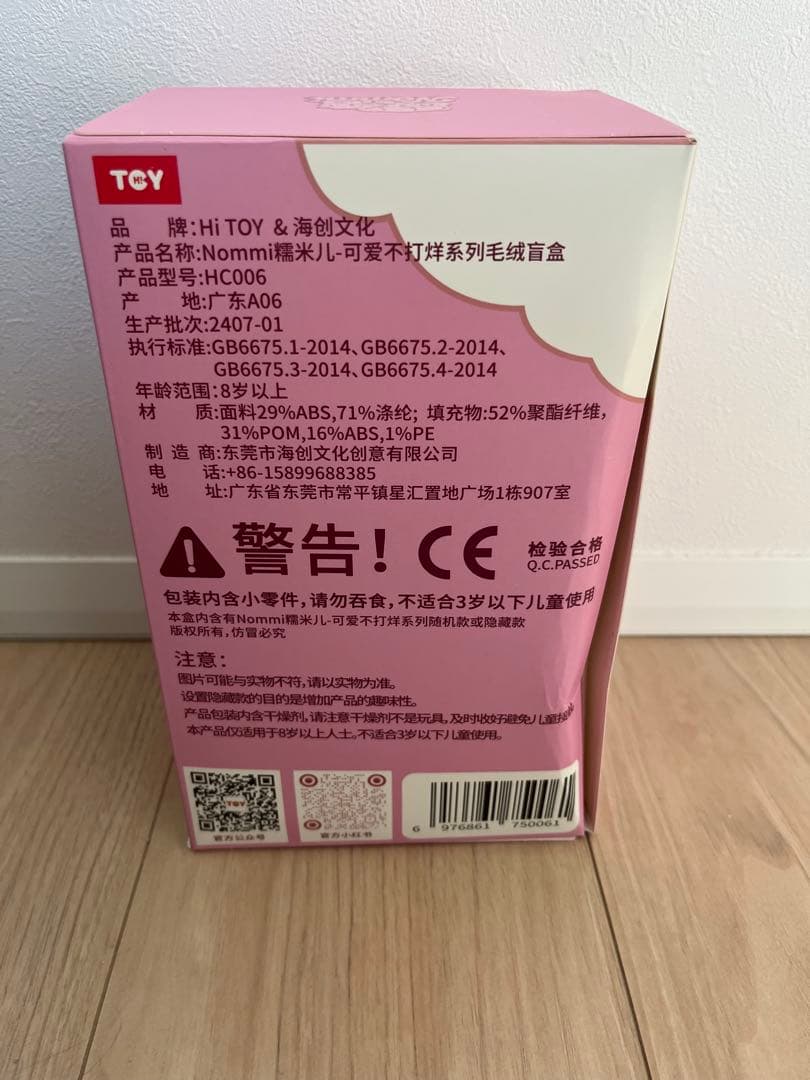 Hi TOY
品 牌:Hi TOY & 海创文化
产品名称:Nommi糯米儿-可爱不打烊系列毛绒盲盒
产品型号:HC006
产 地:广东A06
生产批次:2407-01
执行标准:GB6675.1-2014、GB6675.2-2014、
GB6675.3-2014、GB6675.4-2014
年龄范围:8岁以上
材 质:面料29%ABS,71%涤纶; 填充物:52%聚酯纤维,
31%POM,16%ABS,1%PE
制 造 商:东莞市海创文化创意有限公司
电 话:+86-15899688385
地 址:广东省东莞市常平镇星汇置地广场1栋907室
警告! CE 检验合格
Q.C.PASSED
包装内含小零件,请勿吞食,不适合3岁以下儿童使用
本盒内含有Nommi糯米儿-可爱不打烊系列随机款或隐藏款
版权所有,仿冒必究
注意:
图片可能与实物不符,请以实物为准。
设置隐藏款的目的是增加产品的趣味性。
产品包装内含干燥剂,请注意干燥剂不是玩具,及时收好避免儿童
本产品仅适用于8岁以上人士。不适合3岁以下儿童使用。
TOY
官方公众号 官方小红书 6 976861 750061